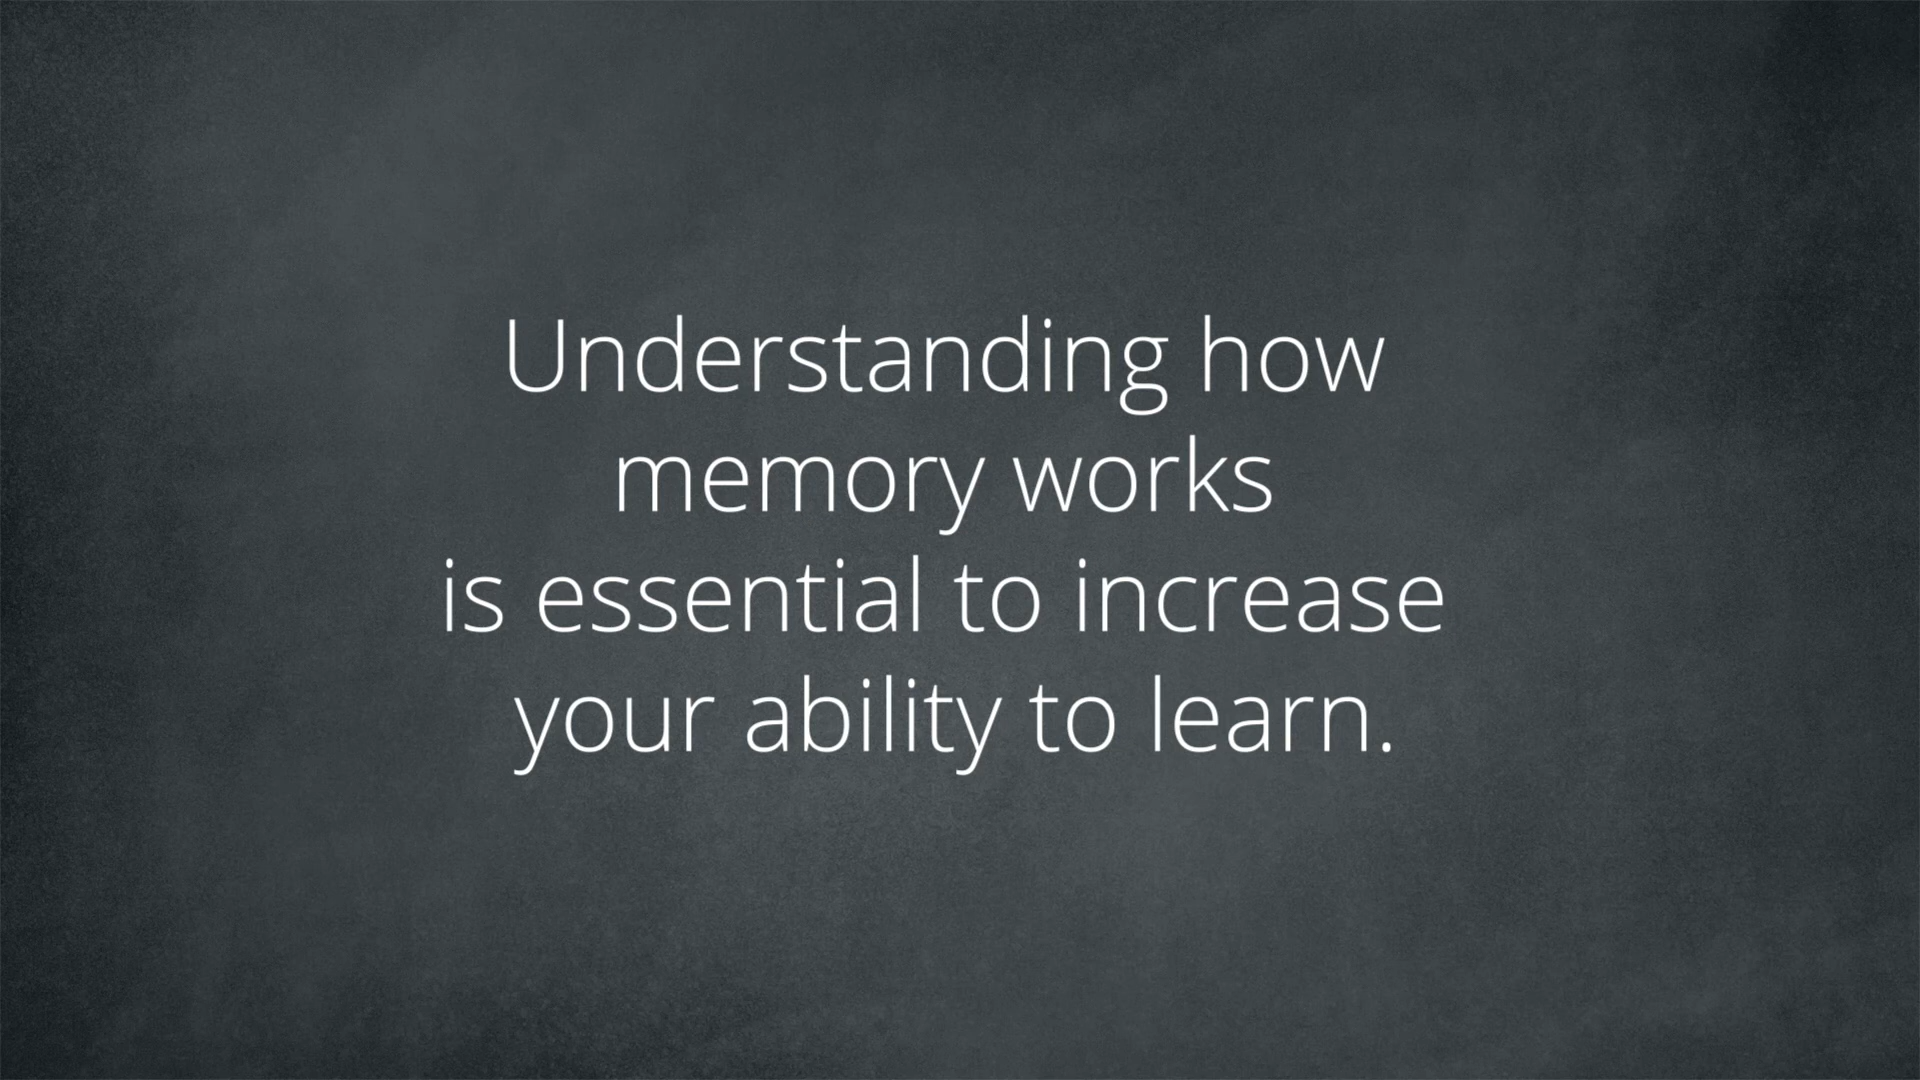 Understanding how
memory works
is essential to increase
your ability to learn.